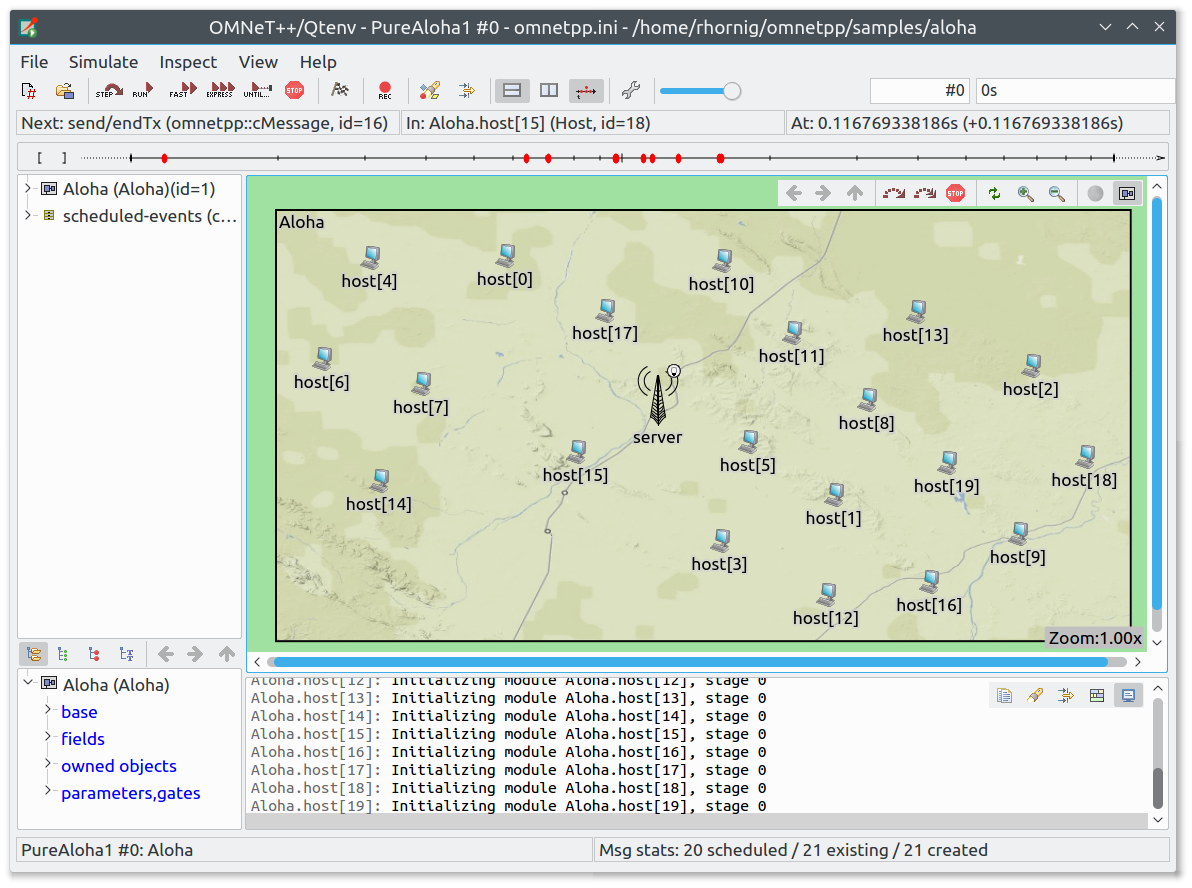 OMNeT++/Qtenv - PureAloha1 #0 - omnetpp.ini - /home/rhornig/omnetpp/samples/aloha
File Simulate Inspect View Help
STEP RUN FAST EXPRESS UNTIL... STOP REC #0 0s
Next: send/endTx (omnetpp::cMessage, id=16) In: Aloha.host[15] (Host, id=18) At: 0.116769338186s (+0.116769338186s)
[ ]
Aloha (Aloha)(id=1)
scheduled-events (c...
STOP
Aloha
host[4]
host[0]
host[10]
host[17]
host[13]
host[11]
host[6]
host[2]
host[7]
host[8]
server
host[5]
host[15]
host[18]
host[19]
host[14]
host[1]
host[9]
host[3]
host[16]
host[12]
Zoom:1.00x
Aloha (Aloha)
base
fields
owned objects
parameters,gates
Aloha.host[12]: Initializing module Aloha.host[12], stage 0
Aloha.host[13]: Initializing module Aloha.host[13], stage 0
Aloha.host[14]: Initializing module Aloha.host[14], stage 0
Aloha.host[15]: Initializing module Aloha.host[15], stage 0
Aloha.host[16]: Initializing module Aloha.host[16], stage 0
Aloha.host[17]: Initializing module Aloha.host[17], stage 0
Aloha.host[18]: Initializing module Aloha.host[18], stage 0
Aloha.host[19]: Initializing module Aloha.host[19], stage 0
PureAloha1 #0: Aloha
Msg stats: 20 scheduled / 21 existing / 21 created